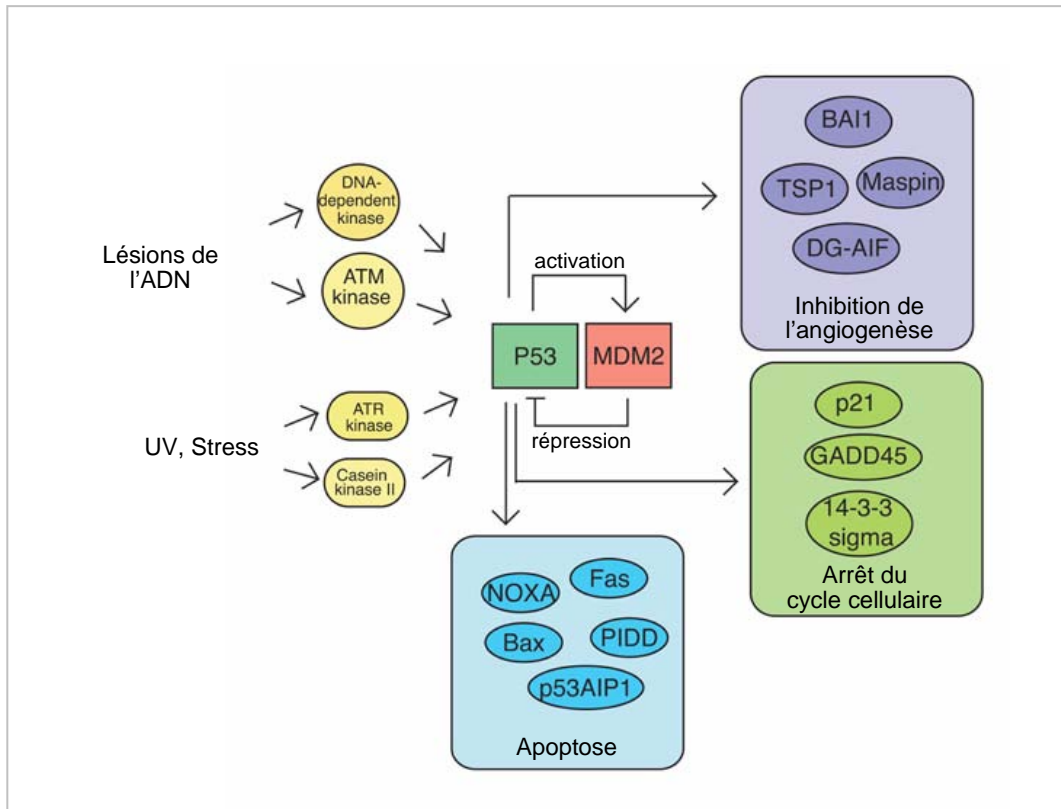 Lésions de
l'ADN
DNA-
dependent
kinase
ATM
kinase
UV, Stress
ATR
kinase
Casein
kinase II
activation
P53
MDM2
répression
BAI1
TSP1
Maspin
DG-AIF
Inhibition de
l'angiogenèse
p21
GADD45
14-3-3
sigma
Arrêt du
cycle cellulaire
NOXA
Fas
Bax
PIDD
p53AIP1
Apoptose